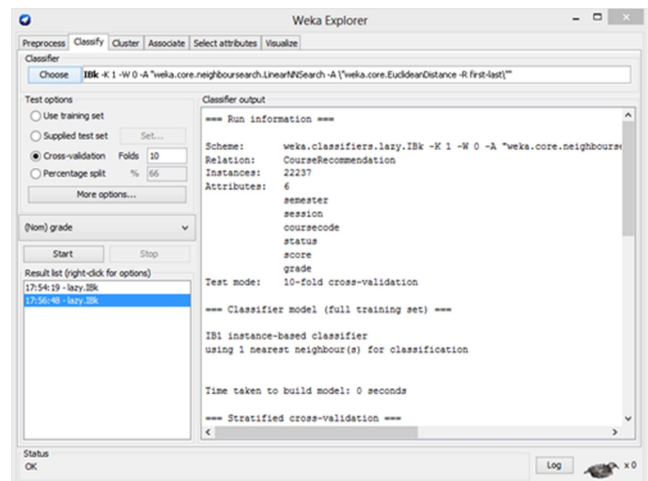 Weka Explorer
Preprocess Classify Cluster Associate Select attributes Visualize
Classifier
Choose IBk -K 1 -W 0 -A "weka.core.neighboursearch.LinearNNSearch -A \"weka.core.EuclideanDistance -R first-last\""
Test options
Use training set
Supplied test set Set...
Cross-validation Folds 10
Percentage split % 66
More options...
(Nom) grade
Start Stop
Result list (right-click for options)
17:54:19 - lazy.IBk
17:56:48 - lazy.IBk
Classifier output
=== Run information ===
Scheme: weka.classifiers.lazy.IBk -K 1 -W 0 -A "weka.core.neighbourse
Relation: CourseRecommendation
Instances: 22237
Attributes: 6
semester
session
coursecode
status
score
grade
Test mode: 10-fold cross-validation
=== Classifier model (full training set) ===
IB1 instance-based classifier
using 1 nearest neighbour(s) for classification
Time taken to build model: 0 seconds
=== Stratified cross-validation ===
Status
OK
Log x 0